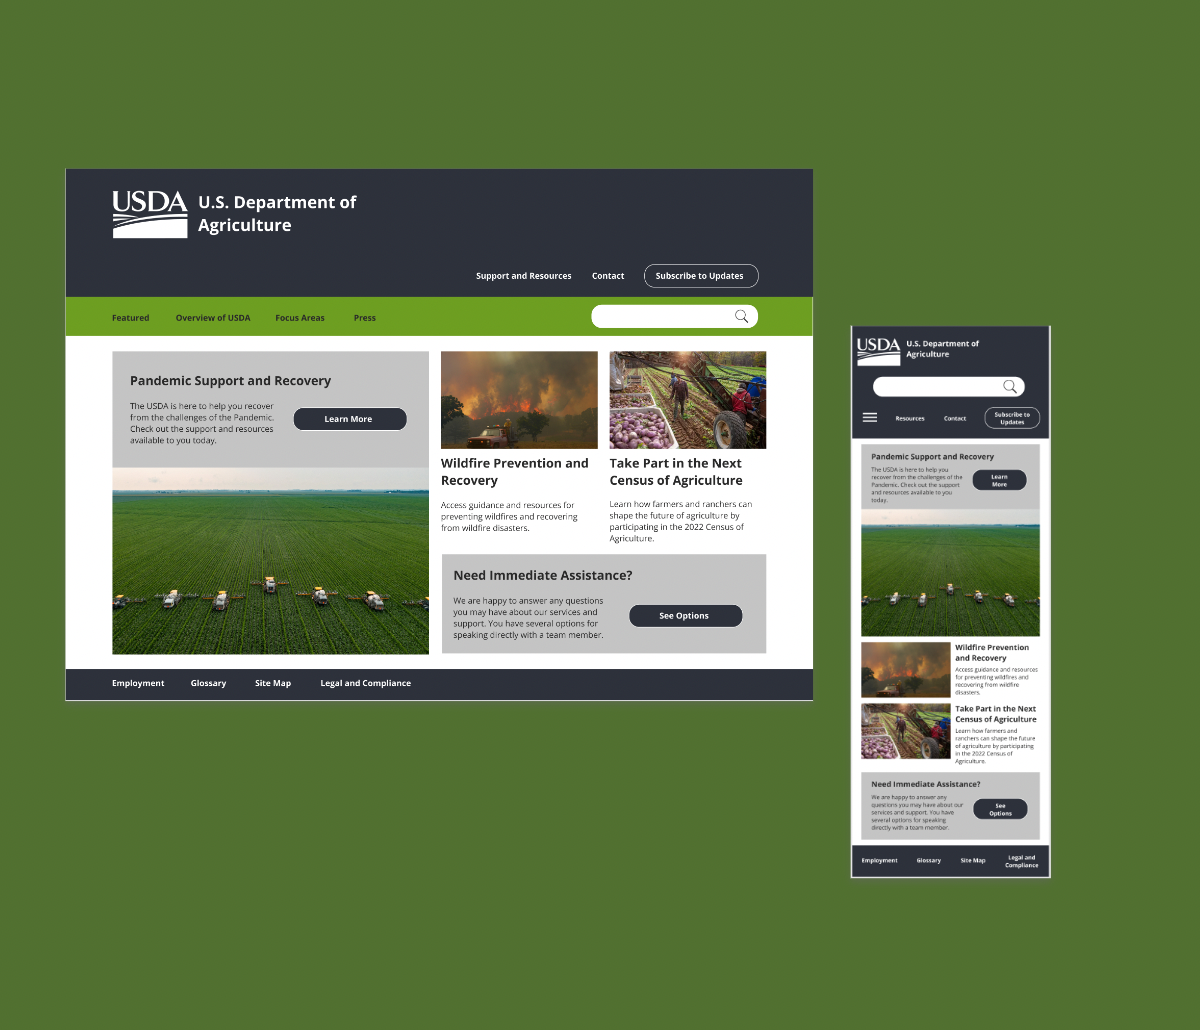 USDA
U.S. Department of
Agriculture
Support and Resources
Contact
Subscribe to Updates
Featured
Overview of USDA
Focus Areas
Press
Pandemic Support and Recovery
The USDA is here to help you recover
from the challenges of the Pandemic.
Check out the support and resources
available to you today.
Learn More
Wildfire Prevention and
Recovery
Access guidance and resources for
preventing wildfires and recovering
from wildfire disasters.
Take Part in the Next
Census of Agriculture
Learn how farmers and ranchers can
shape the future of agriculture by
participating in the 2022 Census of
Agriculture.
Need Immediate Assistance?
We are happy to answer any questions
you may have about our services and
support. You have several options for
speaking directly with a team member.
See Options
Employment
Glossary
Site Map
Legal and Compliance
USDA
U.S. Department of
Agriculture
Resources
Contact
Subscribe to
Updates
Pandemic Support and Recovery
The USDA is here to help you
recover from the challenges of the
Pandemic. Check out the support
and resources available to you
today.
Learn
More
Wildfire Prevention
and Recovery
Access guidance and resources
for preventing wildfires and
recovering from wildfire
disasters.
Take Part in the Next
Census of Agriculture
Learn how farmers and
ranchers can shape the future
of agriculture by participating
in the 2022 Census of
Agriculture.
Need Immediate Assistance?
We are happy to answer any
questions you may have about our
services and support. You have
several options for speaking
directly with a team member.
See
Options
Employment
Glossary
Site Map
Legal and
Compliance